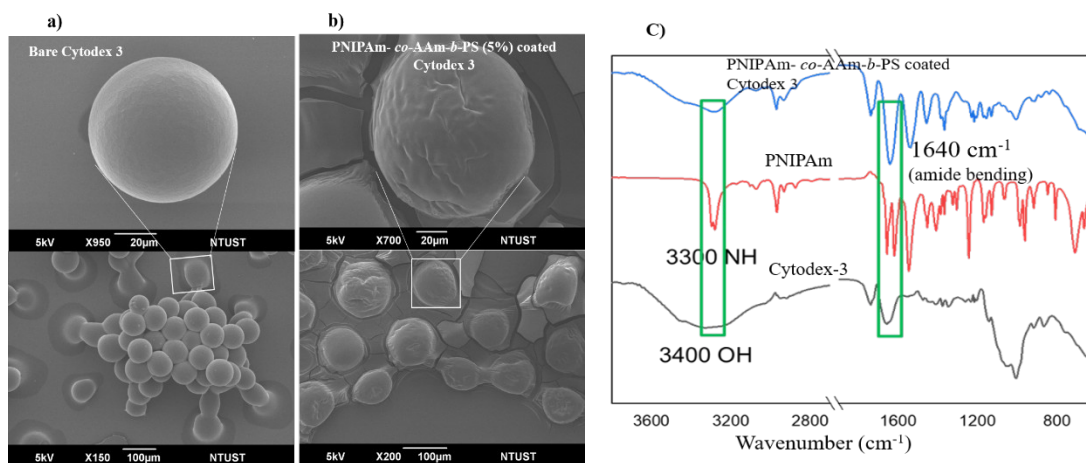 a)
Bare Cytodex 3
5kV X950 20µm NTUST
5kV X150 100µm NTUST
b)
PNIPAm- co-AAm-b-PS (5%) coated
Cytodex 3
5kV X700 20µm NTUST
5kV X200 100µm NTUST
C)
PNIPAm- co-AAm-b-PS coated
Cytodex 3
1640 cm-1
(amide bending)
PNIPAm
3300 NH
Cytodex-3
3400 OH
3600 3200 2800 1600 1200 800
Wavenumber (cm-1)